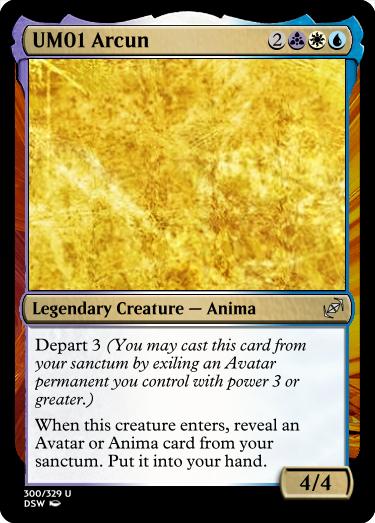 UM01 Arcun
2
Legendary Creature — Anima
Depart 3 (You may cast this card from
your sanctum by exiling an Avatar
permanent you control with power 3 or
greater.)
When this creature enters, reveal an
Avatar or Anima card from your
sanctum. Put it into your hand.
4/4
300/329 U
DSW